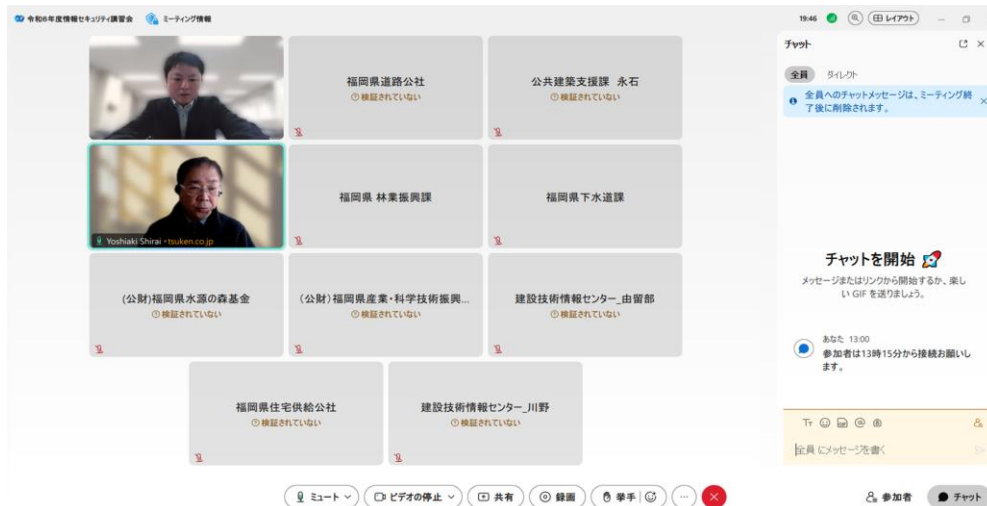 令和6年度情報セキュリティ講習会 ミーティング情報
19:46
レイアウト
福岡県道路公社
検証されていない
公共建築支援課 永石
検証されていない
Yoshiaki Shirai・tsuken.co.jp
福岡県 林業振興課
福岡県下水道課
(公財)福岡県水源の森基金
検証されていない
(公財)福岡県産業・科学技術振興...
検証されていない
建設技術情報センター_由留部
検証されていない
福岡県住宅供給公社
検証されていない
建設技術情報センター_川野
検証されていない
チャット
全員 ダイレクト
全員へのチャットメッセージは、ミーティング終
了後に削除されます。
チャットを開始
メッセージまたはリンクから開始するか、楽し
い GIF を送りましょう。
あなた 13:00
参加者は13時15分から接続お願いし
ます。
全員 にメッセージを書く
ミュート
ビデオの停止
共有
録画
挙手
参加者
チャット